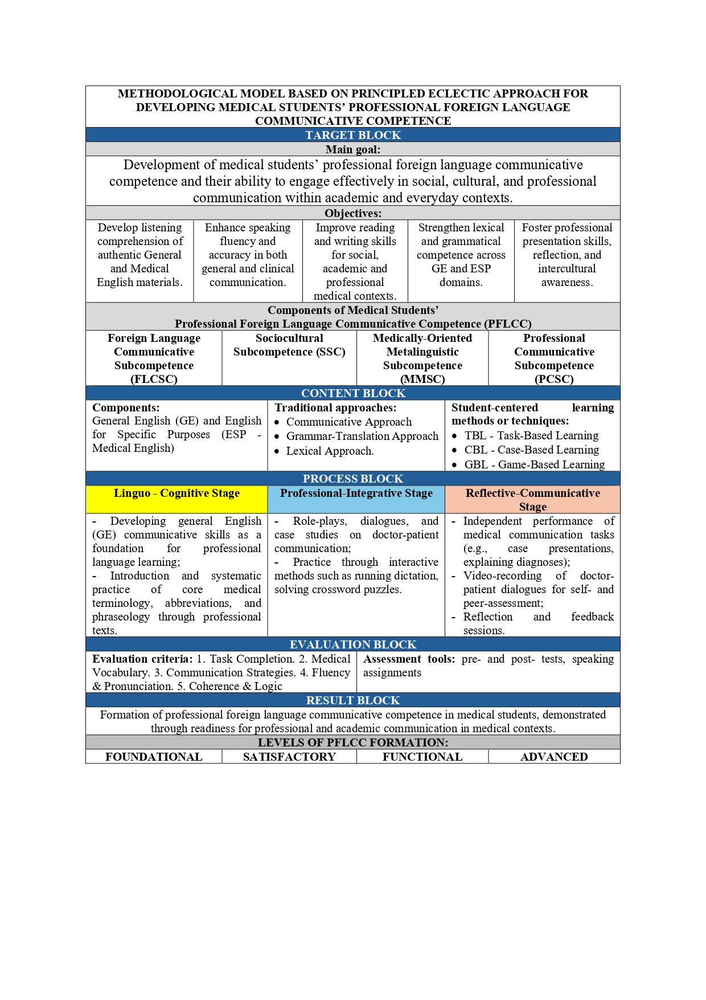 METHODOLOGICAL MODEL BASED ON PRINCIPLED ECLECTIC APPROACH FOR
DEVELOPING MEDICAL STUDENTS’ PROFESSIONAL FOREIGN LANGUAGE
COMMUNICATIVE COMPETENCE
TARGET BLOCK
Main goal:
Development of medical students’ professional foreign language communicative
competence and their ability to engage effectively in social, cultural, and professional
communication within academic and everyday contexts.
Objectives:
Develop listening
comprehension of
authentic General
and Medical
English materials.
Enhance speaking
fluency and
accuracy in both
general and clinical
communication.
Improve reading
and writing skills
for social,
academic and
professional
medical contexts.
Strengthen lexical
and grammatical
competence across
GE and ESP
domains.
Foster professional
presentation skills,
reflection, and
intercultural
awareness.
Components of Medical Students’
Professional Foreign Language Communicative Competence (PFLCC)
Foreign Language
Communicative
Subcompetence
(FLCSC)
Sociocultural
Subcompetence (SSC)
Medically-Oriented
Metalinguistic
Subcompetence
(MMSC)
Professional
Communicative
Subcompetence
(PCSC)
CONTENT BLOCK
Components:
General English (GE) and English
for Specific Purposes (ESP -
Medical English)
Traditional approaches:
• Communicative Approach
• Grammar-Translation Approach
• Lexical Approach.
Student-centered learning
methods or techniques:
• TBL - Task-Based Learning
• CBL - Case-Based Learning
• GBL - Game-Based Learning
PROCESS BLOCK
Linguo - Cognitive Stage
Professional-Integrative Stage
Reflective-Communicative
Stage
- Developing general English
(GE) communicative skills as a
foundation for professional
language learning;
- Introduction and systematic
practice of core medical
terminology, abbreviations, and
phraseology through professional
texts.
- Role-plays, dialogues, and
case studies on doctor-patient
communication;
- Practice through interactive
methods such as running dictation,
solving crossword puzzles.
- Independent performance of
medical communication tasks
(e.g., case presentations,
explaining diagnoses);
- Video-recording of doctor-
patient dialogues for self- and
peer-assessment;
- Reflection and feedback
sessions.
EVALUATION BLOCK
Evaluation criteria: 1. Task Completion. 2. Medical
Vocabulary. 3. Communication Strategies. 4. Fluency
& Pronunciation. 5. Coherence & Logic
Assessment tools: pre- and post- tests, speaking
assignments
RESULT BLOCK
Formation of professional foreign language communicative competence in medical students, demonstrated
through readiness for professional and academic communication in medical contexts.
LEVELS OF PFLCC FORMATION:
FOUNDATIONAL
SATISFACTORY
FUNCTIONAL
ADVANCED